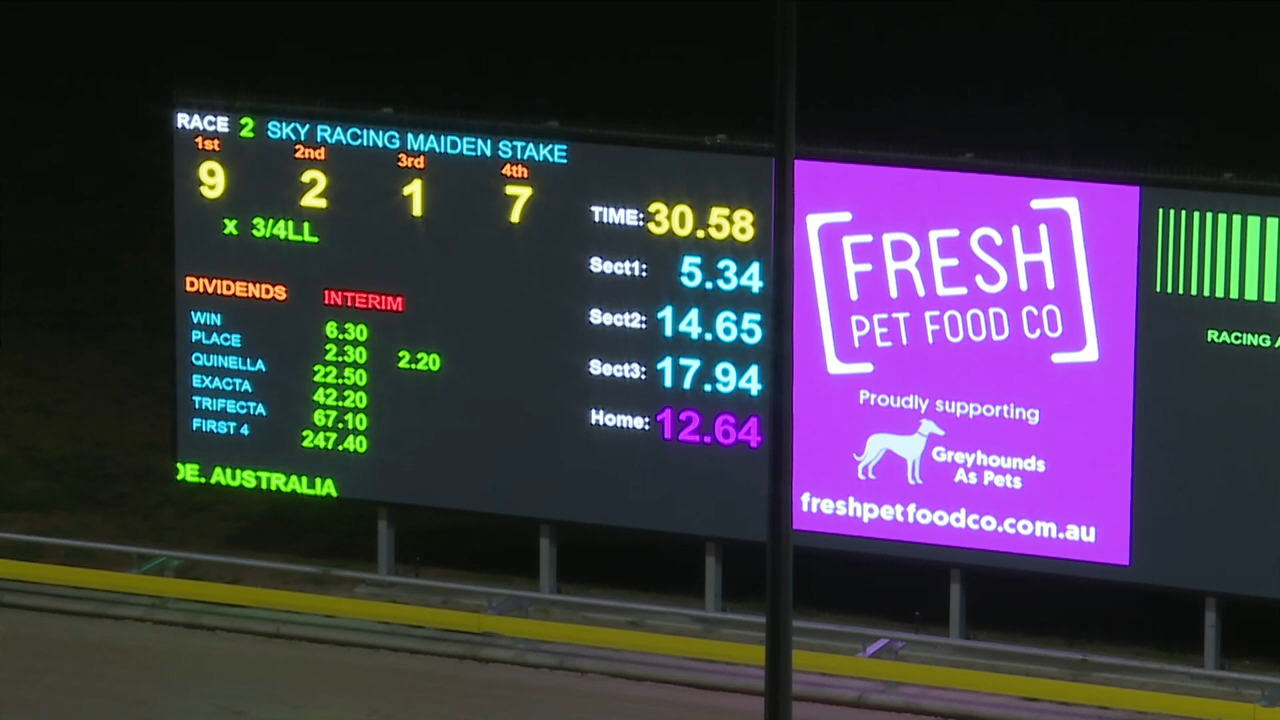 RACE 2 SKY RACING MAIDEN STAKE
1st 2nd 3rd 4th
9 2 1 7
x 3/4LL
TIME: 30.58
Sect1: 5.34
Sect2: 14.65
Sect3: 17.94
Home: 12.64
DIVIDENDS INTERIM
WIN 6.30
PLACE 2.30 2.20
QUINELLA 22.50
EXACTA 42.20
TRIFECTA 67.10
FIRST 4 247.40
DE. AUSTRALIA
FRESH
PET FOOD CO
Proudly supporting
Greyhounds
As Pets
freshpetfoodco.com.au
RACING